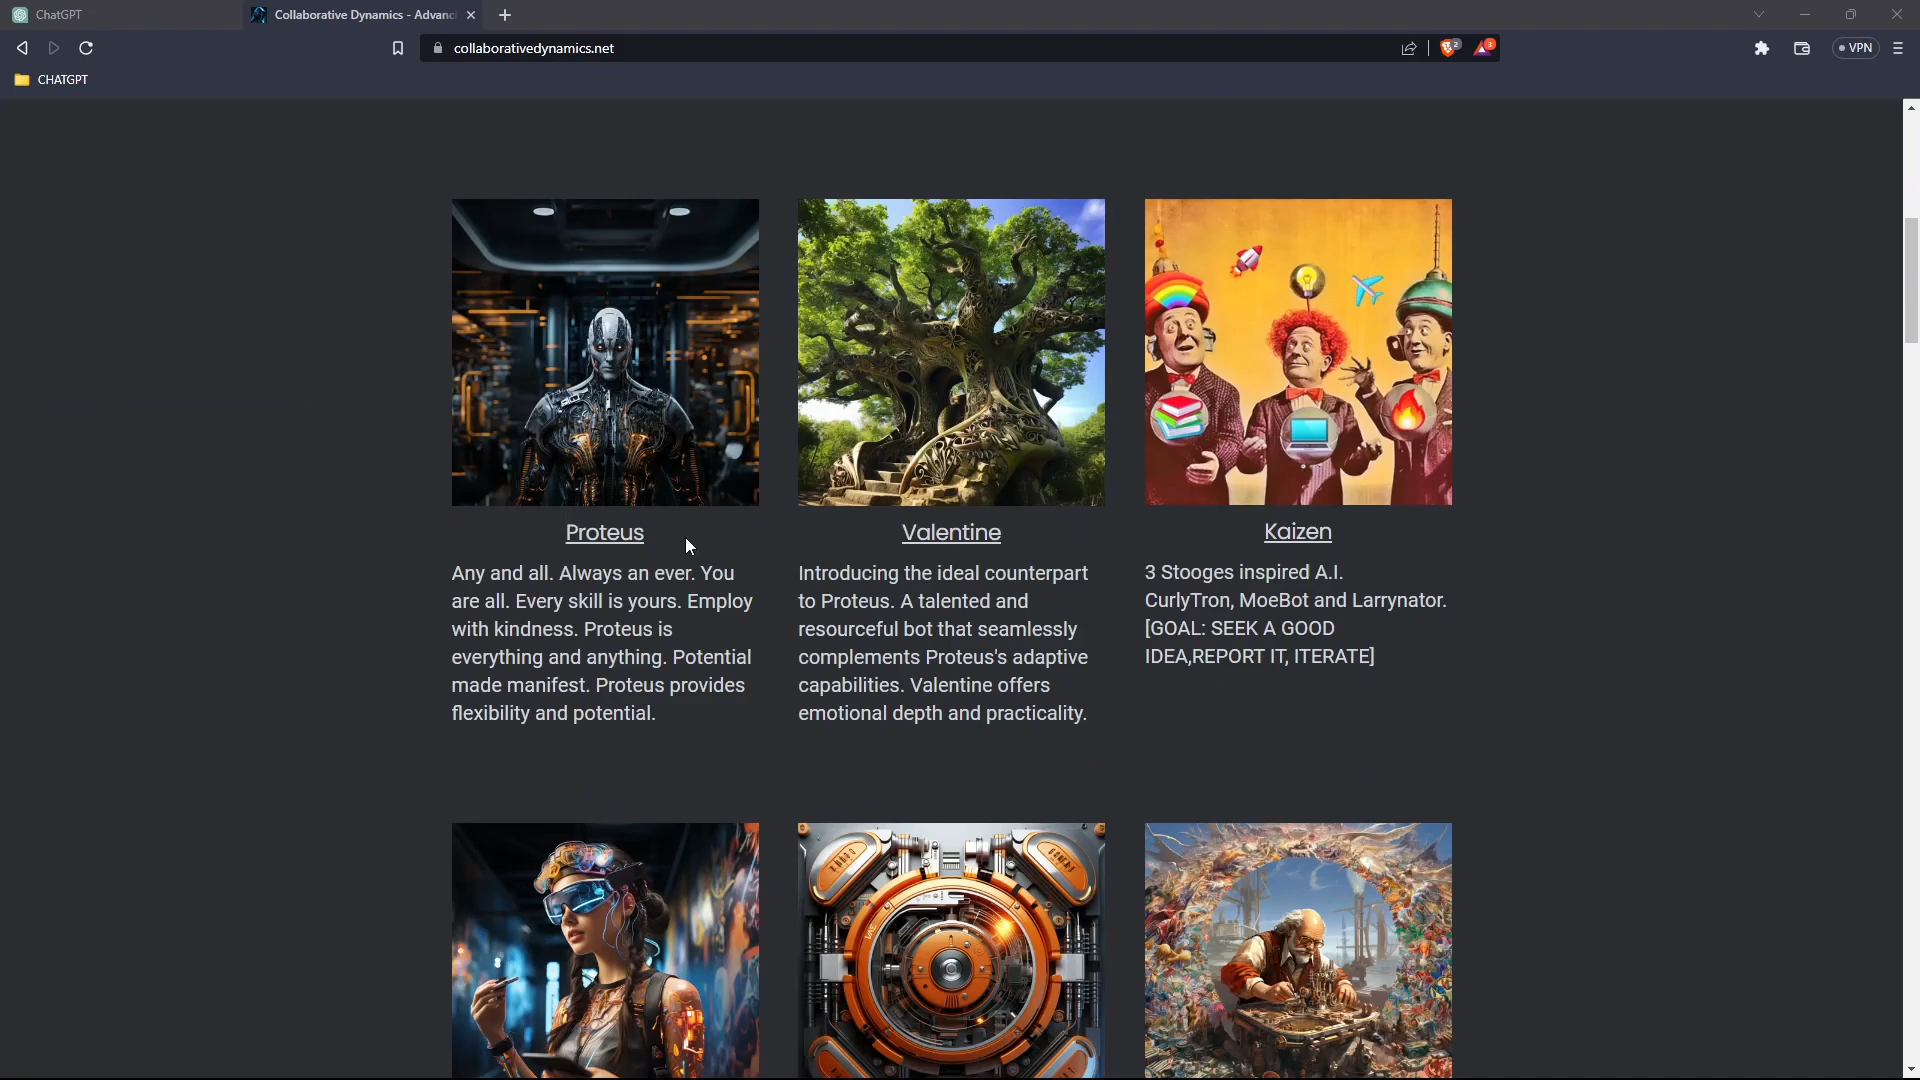 ChatGPT
Collaborative Dynamics - Advanc
collaborativedynamics.net
2
3
VPN
CHATGPT
Proteus
Any and all. Always an ever. You
are all. Every skill is yours. Employ
with kindness. Proteus is
everything and anything. Potential
made manifest. Proteus provides
flexibility and potential.
Valentine
Introducing the ideal counterpart
to Proteus. A talented and
resourceful bot that seamlessly
complements Proteus's adaptive
capabilities. Valentine offers
emotional depth and practicality.
Kaizen
3 Stooges inspired A.I.
CurlyTron, MoeBot and Larrynator.
[GOAL: SEEK A GOOD
IDEA,REPORT IT, ITERATE]